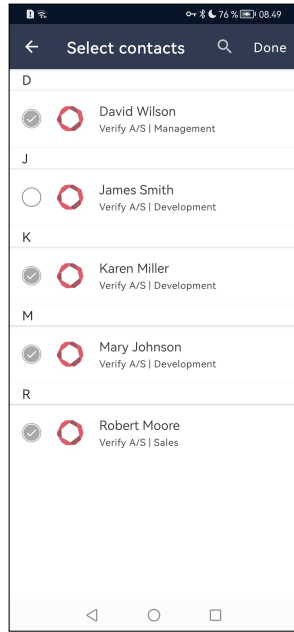 76 % 08.49
Select contacts Done
D
David Wilson
Verify A/S | Management
J
James Smith
Verify A/S | Development
K
Karen Miller
Verify A/S | Development
M
Mary Johnson
Verify A/S | Development
R
Robert Moore
Verify A/S | Sales